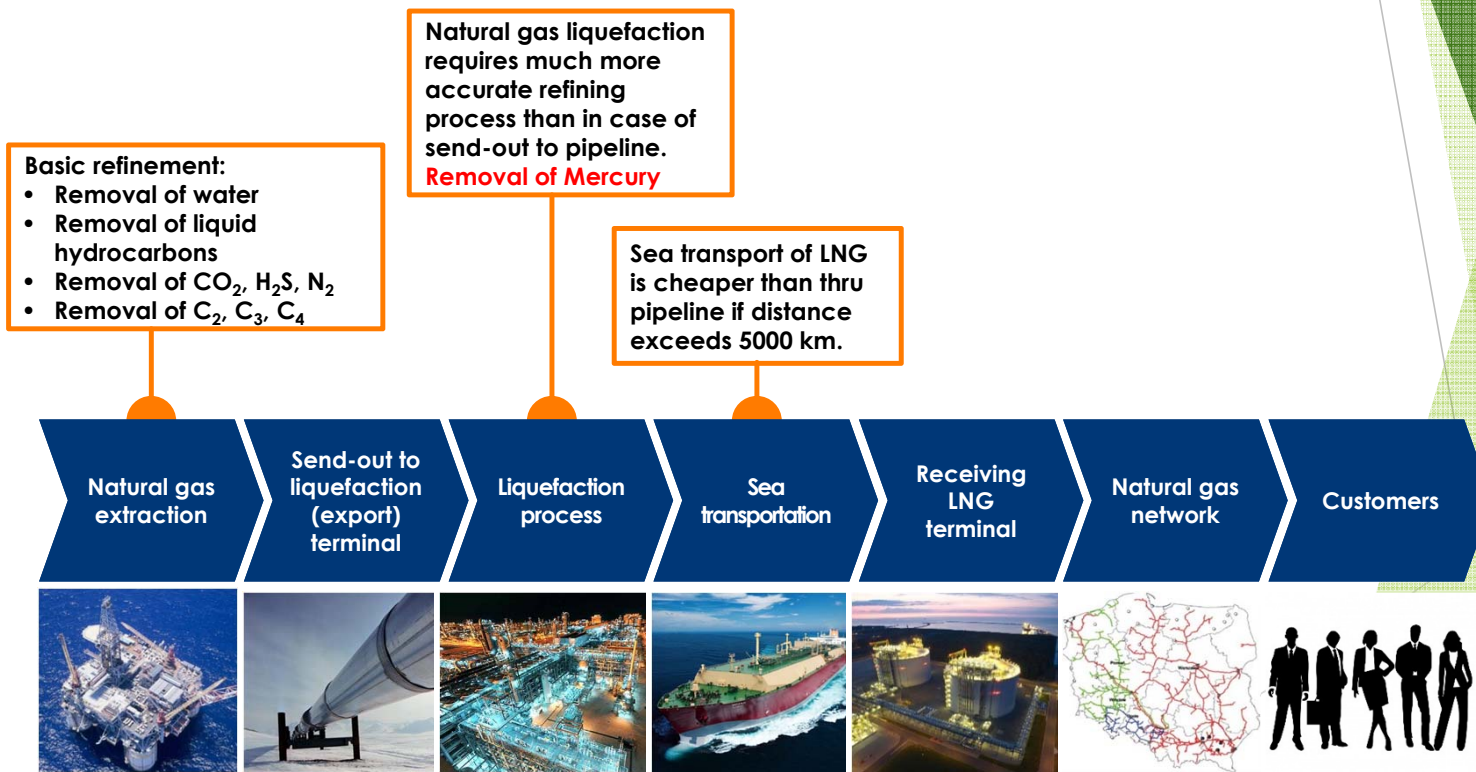 Natural gas liquefaction
requires much more
accurate refining
process than in case of
send-out to pipeline.
Removal of Mercury
Basic refinement:
• Removal of water
• Removal of liquid
hydrocarbons
• Removal of CO₂, H₂S, N₂
• Removal of C₂, C₃, C₄
Sea transport of LNG
is cheaper than thru
pipeline if distance
exceeds 5000 km.
Natural gas
extraction
Send-out to
liquefaction
(export)
terminal
Liquefaction
process
Sea
transportation
Receiving
LNG
terminal
Natural gas
network
Customers